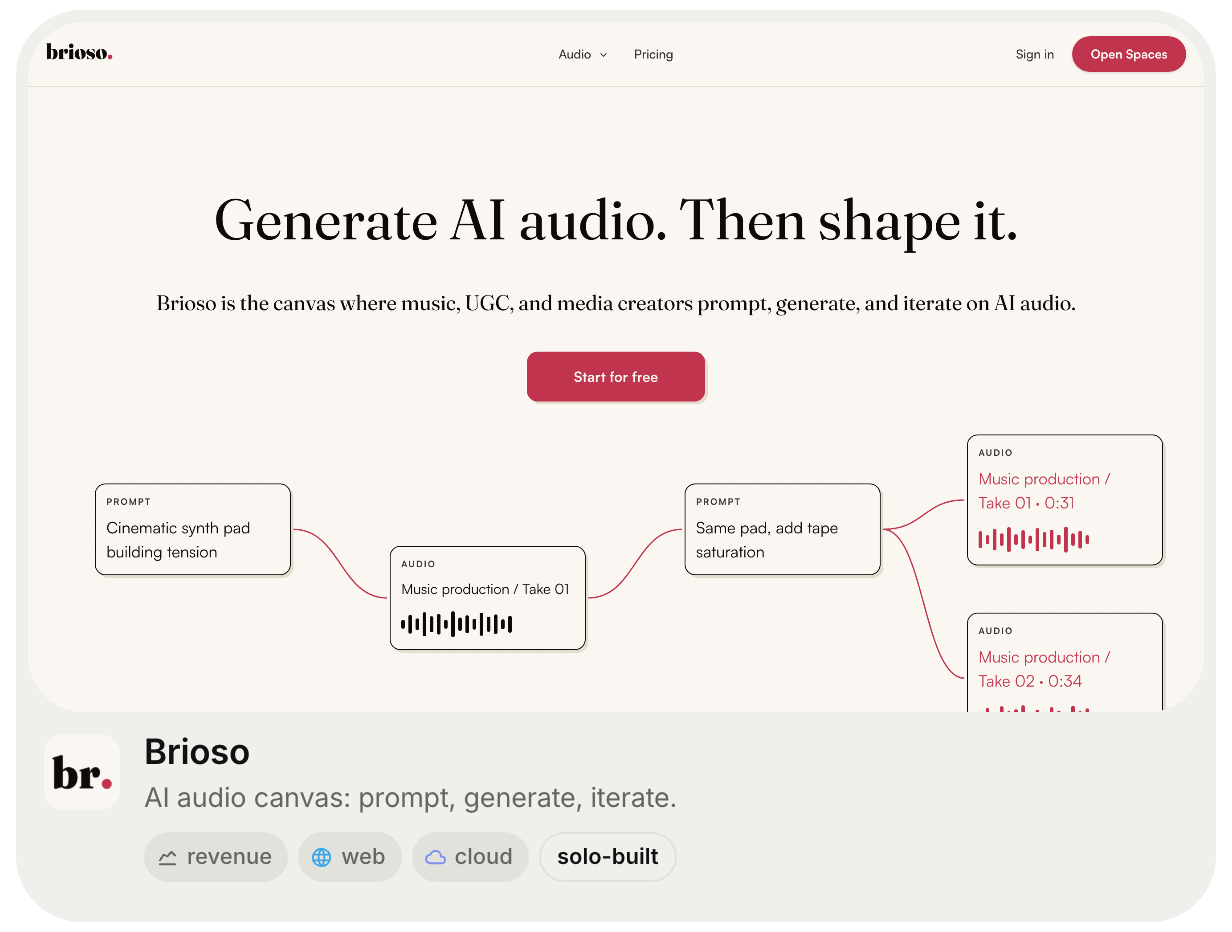 brioso.
Audio
Pricing
Sign in
Open Spaces
Generate AI audio. Then shape it.
Brioso is the canvas where music, UGC, and media creators prompt, generate, and iterate on AI audio.
Start for free
PROMPT
Cinematic synth pad
building tension
AUDIO
Music production / Take 01
PROMPT
Same pad, add tape
saturation
AUDIO
Music production /
Take 01 • 0:31
AUDIO
Music production /
Take 02 • 0:34
br.
Brioso
AI audio canvas: prompt, generate, iterate.
revenue
web
cloud
solo-built